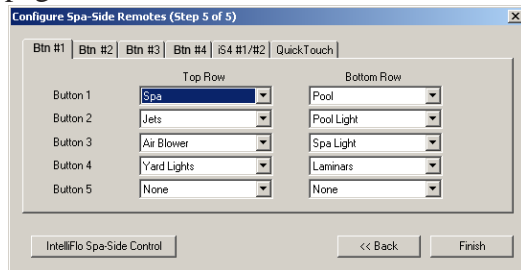 Configure Spa-Side Remotes (Step 5 of 5)
Btn #1 Btn #2 Btn #3 Btn #4 iS4 #1/#2 QuickTouch
Top Row Bottom Row
Button 1 Spa Pool
Button 2 Jets Pool Light
Button 3 Air Blower Spa Light
Button 4 Yard Lights Laminars
Button 5 None None
IntelliFlo Spa-Side Control << Back Finish